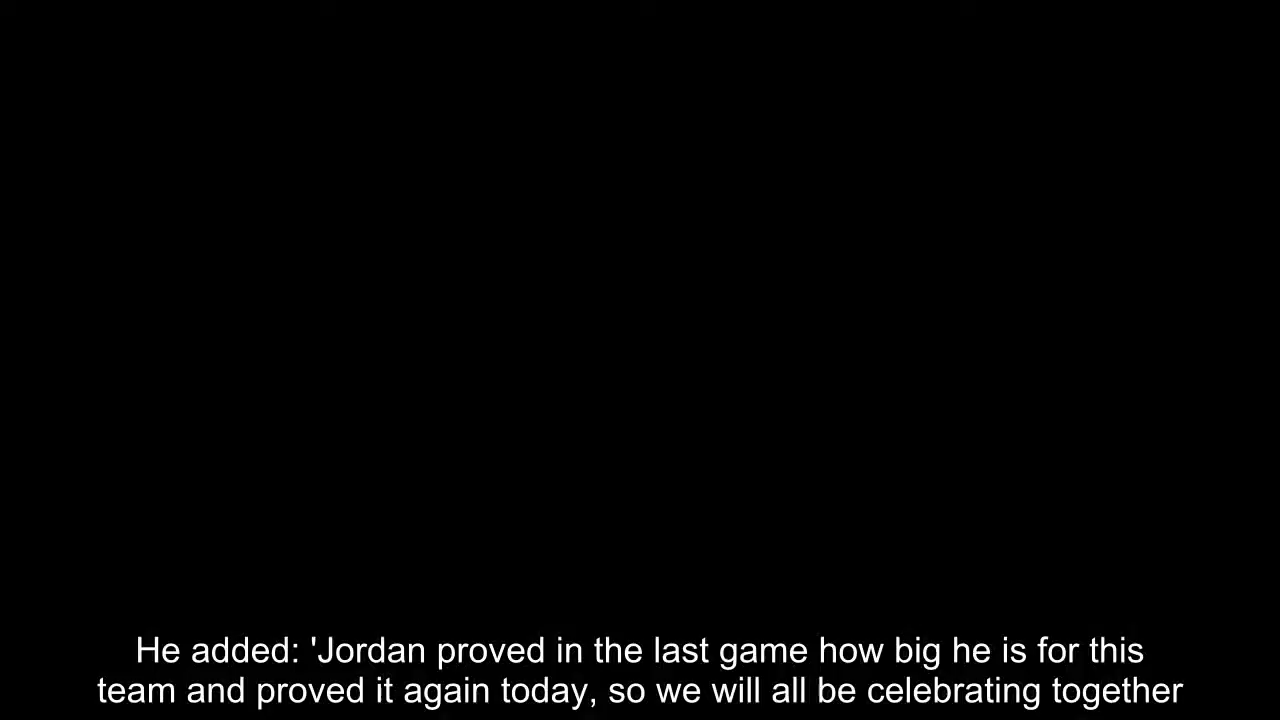 He added: 'Jordan proved in the last game how big he is for this
team and proved it again today, so we will all be celebrating together